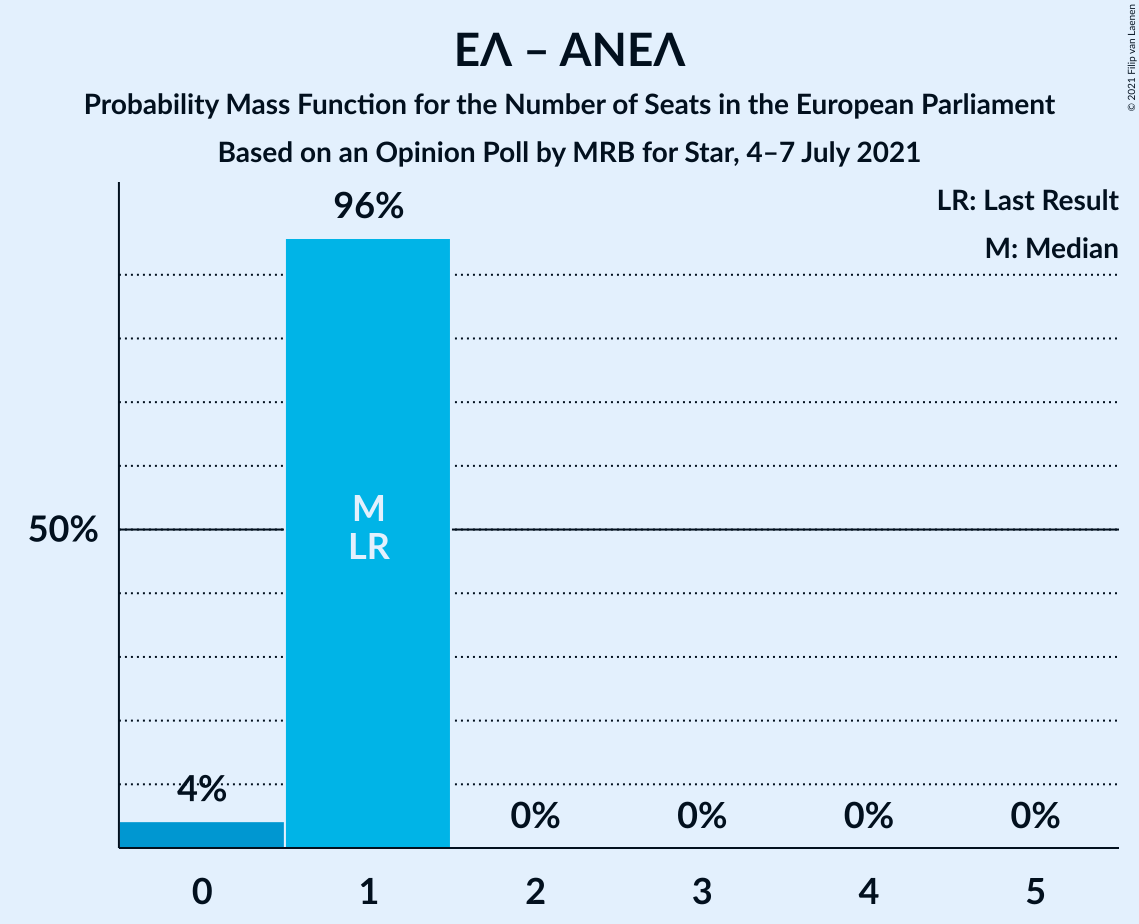 ΕΛ – ΑΝΕΛ
Probability Mass Function for the Number of Seats in the European Parliament
Based on an Opinion Poll by MRB for Star, 4–7 July 2021
© 2021 Filip van Laenen
LR: Last Result
M: Median
96%
M
LR
50%
4%
0%
0%
0%
0%
0
1
2
3
4
5